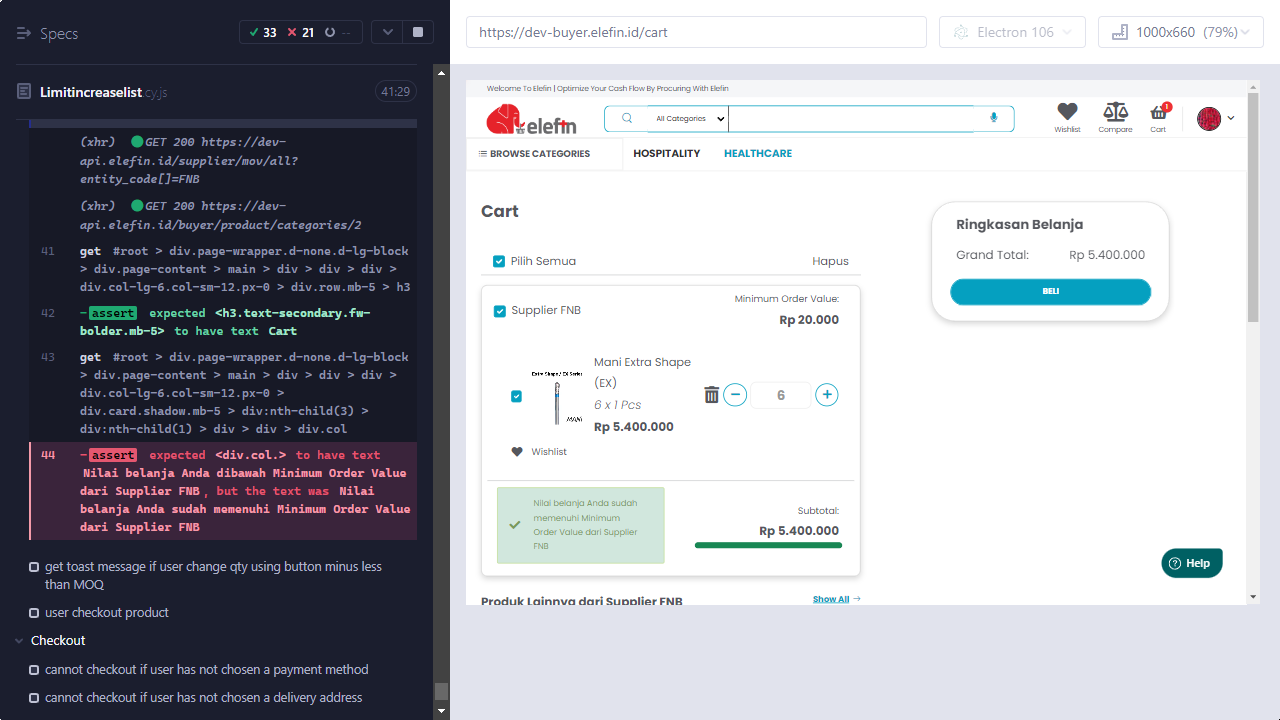 Specs
33
21
--
Limitincreaselist.cy.js
41:29
(xhr) GET 200 https://dev-
api.elefin.id/supplier/mov/all?
entity_code[]=FNB
(xhr) GET 200 https://dev-
api.elefin.id/buyer/product/categories/2
41 get #root > div.page-wrapper.d-none.d-lg-block
> div.page-content > main > div > div > div >
div.col-lg-6.col-sm-12.px-0 > div.row.mb-5 > h3
42 -assert expected <h3.text-secondary.fw-
bolder.mb-5> to have text Cart
43 get #root > div.page-wrapper.d-none.d-lg-block
> div.page-content > main > div > div > div >
div.col-lg-6.col-sm-12.px-0 >
div.card.shadow.mb-5 > div:nth-child(3) >
div:nth-child(1) > div > div > div.col
44 -assert expected <div.col.> to have text
Nilai belanja Anda dibawah Minimum Order Value
dari Supplier FNB, but the text was Nilai
belanja Anda sudah memenuhi Minimum Order Value
dari Supplier FNB
get toast message if user change qty using button minus less
than MOQ
user checkout product
Checkout
cannot checkout if user has not chosen a payment method
cannot checkout if user has not chosen a delivery address
https://dev-buyer.elefin.id/cart
Electron 106
1000x660 (79%)
Welcome To Elefin | Optimize Your Cash Flow By Procuring With Elefin
elefin
All Categories
Wishlist
Compare
1
Cart
BROWSE CATEGORIES
HOSPITALITY
HEALTHCARE
Cart
Pilih Semua
Hapus
Supplier FNB
Minimum Order Value:
Rp 20.000
Extra Shape / EX Series
MANI
Mani Extra Shape
(EX)
6 x 1 Pcs
Rp 5.400.000
6
Wishlist
Nilai belanja Anda sudah
memenuhi Minimum
Order Value dari Supplier
FNB
Subtotal:
Rp 5.400.000
Produk Lainnya dari Supplier FNB
Show All
Ringkasan Belanja
Grand Total:
Rp 5.400.000
BELI
Help